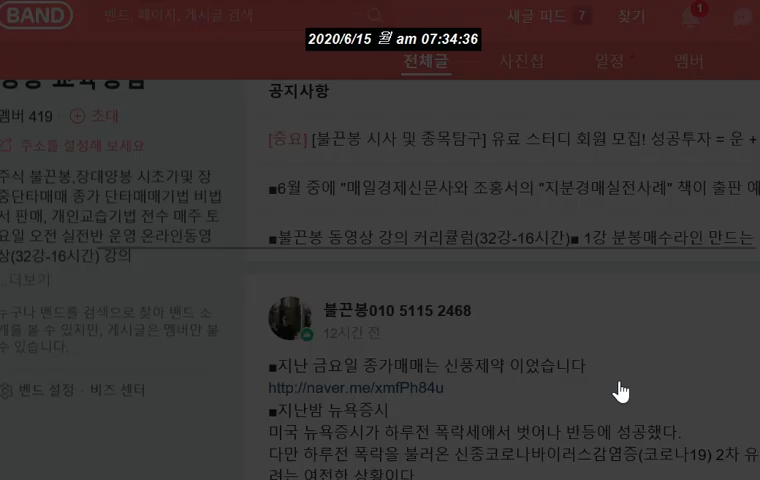 BAND
밴드, 페이지, 게시글 검색
새글 피드 7
찾기
1
2020/6/15 월 am 07:34:36
전체글
사진첩
일정
멤버
멤버 419
초대
주소를 설정해 보세요
주식 불끈봉,장대양봉 시초가및 장
중단타매매 종가 단타매매기법 비법
서 판매, 개인교습기법 전수 매주 토
요일 오전 실전반 운영 온라인동영
상(32강-16시간) 강의
...더보기
누구나 밴드를 검색으로 찾아 밴드 소
개를 볼 수 있지만, 게시글은 멤버만 볼
수 있습니다.
밴드 설정 · 비즈 센터
공지사항
[중요] [불끈봉 시사 및 종목탐구] 유료 스터디 회원 모집! 성공투자 = 운 +
■6월 중에 "매일경제신문사와 조홍서의 "지분경매실전사례" 책이 출판 예
■불끈봉 동영상 강의 커리큘럼(32강-16시간)■ 1강 분봉매수라인 만드는
불끈봉010 5115 2468
12시간 전
■지난 금요일 종가매매는 신풍제약 이었습니다
http://naver.me/xmfPh84u
■지난밤 뉴욕증시
미국 뉴욕증시가 하루전 폭락세에서 벗어나 반등에 성공했다.
다만 하루전 폭락을 불러온 신종코로나바이러스감염증(코로나19) 2차 유
려는 여전한 상황이다